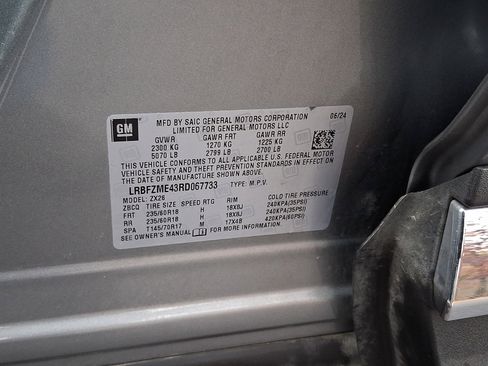 GM
MFD BY SAIC GENERAL MOTORS CORPORATION 06/24
LIMITED FOR GENERAL MOTORS LLC
GVWR GAWR FRT GAWR RR
2300 KG 1270 KG 1225 KG
5070 LB 2799 LB 2700 LB
THIS VEHICLE CONFORMS TO ALL APPLICABLE U.S. FEDERAL MOTOR
VEHICLE SAFETY, BUMPER, AND THEFT PREVENTION STANDARDS
IN EFFECT ON THE DATE OF MANUFACTURE SHOWN ABOVE.
LRBFZME43RD067733 TYPE: M.P.V.
MODEL: ZX26
ZBCQ TIRE SIZE SPEED RTG RIM COLD TIRE PRESSURE
FRT 235/60R18 H 18X8J 240KPA(35PSI)
RR 235/60R18 H 18X8J 240KPA(35PSI)
SPA T145/70R17 M 17X4B 420KPA(60PSI)
SEE OWNER'S MANUAL FOR MORE INFORMATION.